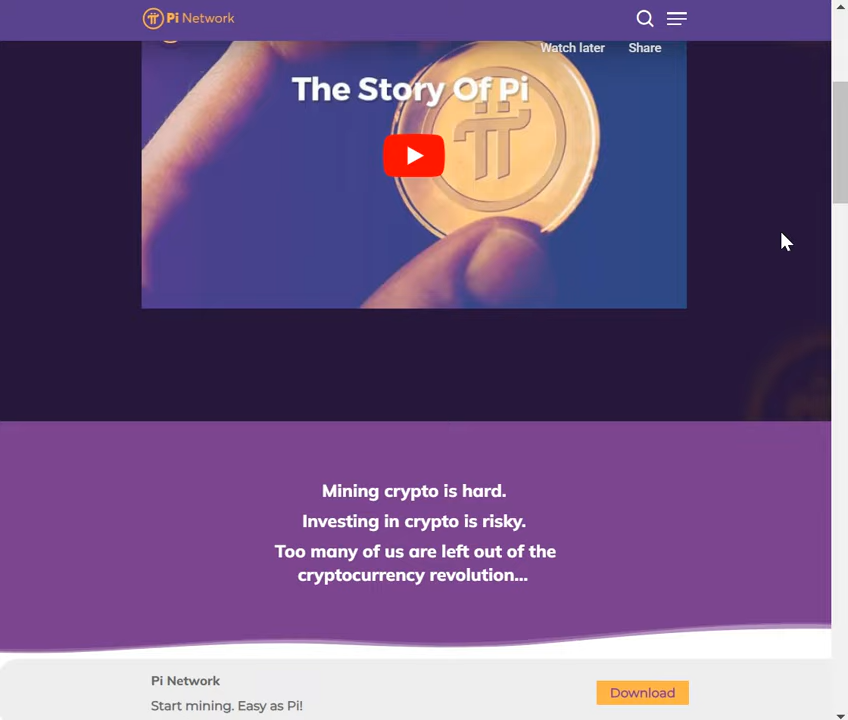 Pi Network
Watch later Share
The Story Of Pi
Mining crypto is hard.
Investing in crypto is risky.
Too many of us are left out of the
cryptocurrency revolution...
Pi Network
Start mining. Easy as Pi!
Download